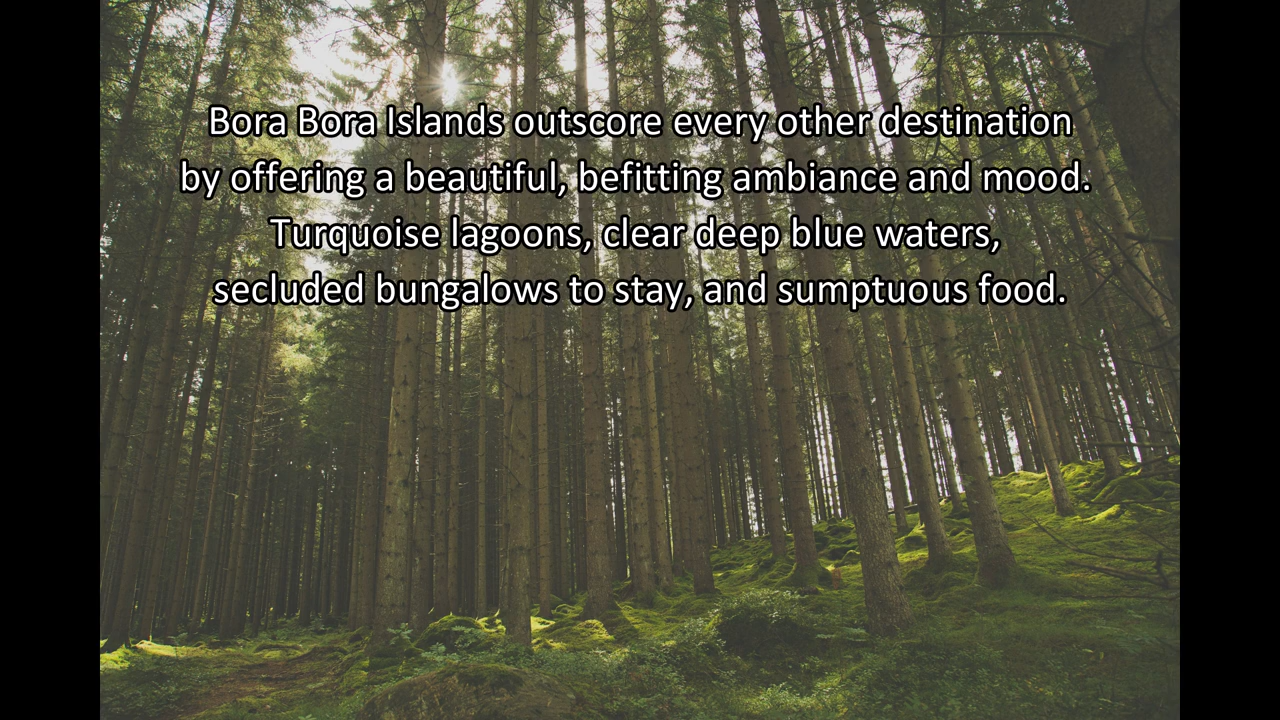 Bora Bora Islands outscore every other destination
by offering a beautiful, befitting ambiance and mood.
Turquoise lagoons, clear deep blue waters,
secluded bungalows to stay, and sumptuous food.